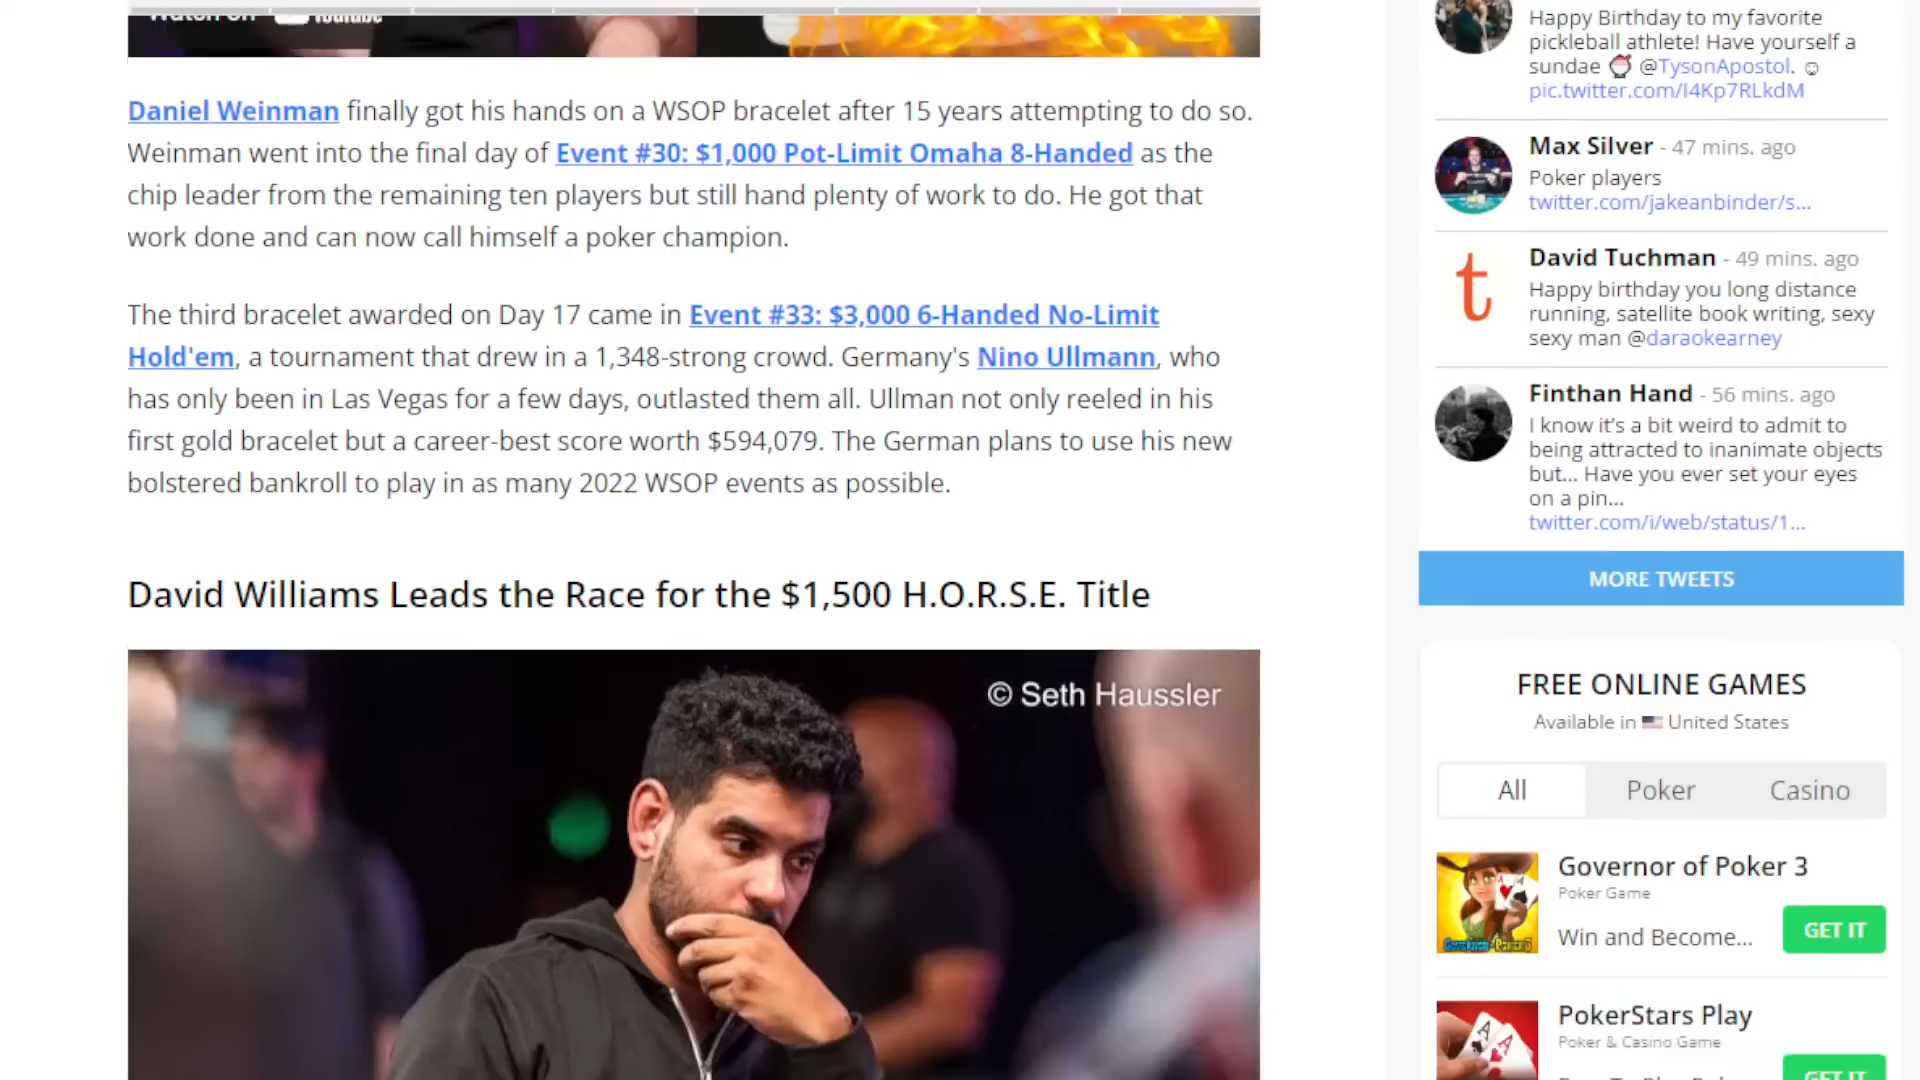 Watch on YouTube
Daniel Weinman finally got his hands on a WSOP bracelet after 15 years attempting to do so.
Weinman went into the final day of Event #30: $1,000 Pot-Limit Omaha 8-Handed as the
chip leader from the remaining ten players but still hand plenty of work to do. He got that
work done and can now call himself a poker champion.
The third bracelet awarded on Day 17 came in Event #33: $3,000 6-Handed No-Limit
Hold'em, a tournament that drew in a 1,348-strong crowd. Germany's Nino Ullmann, who
has only been in Las Vegas for a few days, outlasted them all. Ullman not only reeled in his
first gold bracelet but a career-best score worth $594,079. The German plans to use his new
bolstered bankroll to play in as many 2022 WSOP events as possible.
David Williams Leads the Race for the $1,500 H.O.R.S.E. Title
© Seth Haussler
Happy Birthday to my favorite
pickleball athlete! Have yourself a
sundae 🍧 @TysonApostol. ☺
pic.twitter.com/I4Kp7RLkdM
Max Silver - 47 mins. ago
Poker players
twitter.com/jakeanbinder/s...
t
David Tuchman - 49 mins. ago
Happy birthday you long distance
running, satellite book writing, sexy
sexy man @daraokearney
Finthan Hand - 56 mins. ago
I know it’s a bit weird to admit to
being attracted to inanimate objects
but... Have you ever set your eyes
on a pin...
twitter.com/i/web/status/1...
MORE TWEETS
FREE ONLINE GAMES
Available in United States
All
Poker
Casino
Governor of Poker 3
Poker Game
Win and Become...
GET IT
PokerStars Play
Poker & Casino Game
GET IT